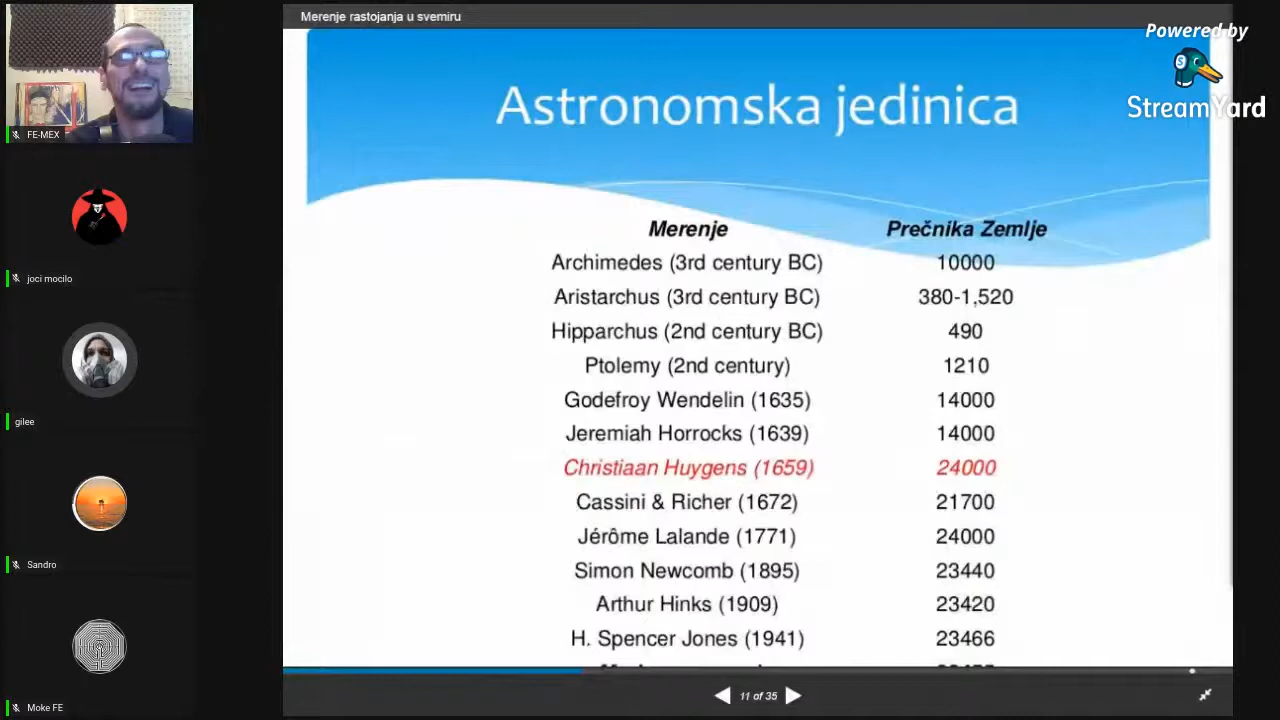 Merenje rastojanja u svemiru
Powered by
StreamYard
Astronomska jedinica
Merenje Prečnika Zemlje
Archimedes (3rd century BC) 10000
Aristarchus (3rd century BC) 380-1,520
Hipparchus (2nd century BC) 490
Ptolemy (2nd century) 1210
Godefroy Wendelin (1635) 14000
Jeremiah Horrocks (1639) 14000
Christiaan Huygens (1659) 24000
Cassini & Richer (1672) 21700
Jérôme Lalande (1771) 24000
Simon Newcomb (1895) 23440
Arthur Hinks (1909) 23420
H. Spencer Jones (1941) 23466
11 of 35
FE-MEX
joci mocilo
gilee
Sandro
Moke FE